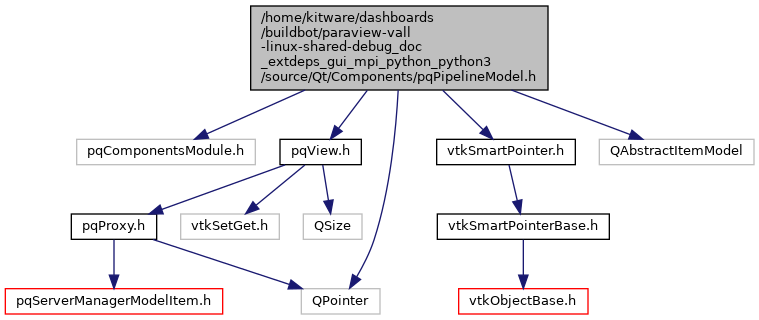 /home/kitware/dashboards
/buildbot/paraview-vall
-linux-shared-debug_doc
_extdeps_gui_mpi_python_python3
/source/Qt/Components/pqPipelineModel.h
pqComponentsModule.h
pqView.h
vtkSmartPointer.h
QAbstractItemModel
pqProxy.h
vtkSetGet.h
QSize
vtkSmartPointerBase.h
pqServerManagerModelItem.h
QPointer
vtkObjectBase.h